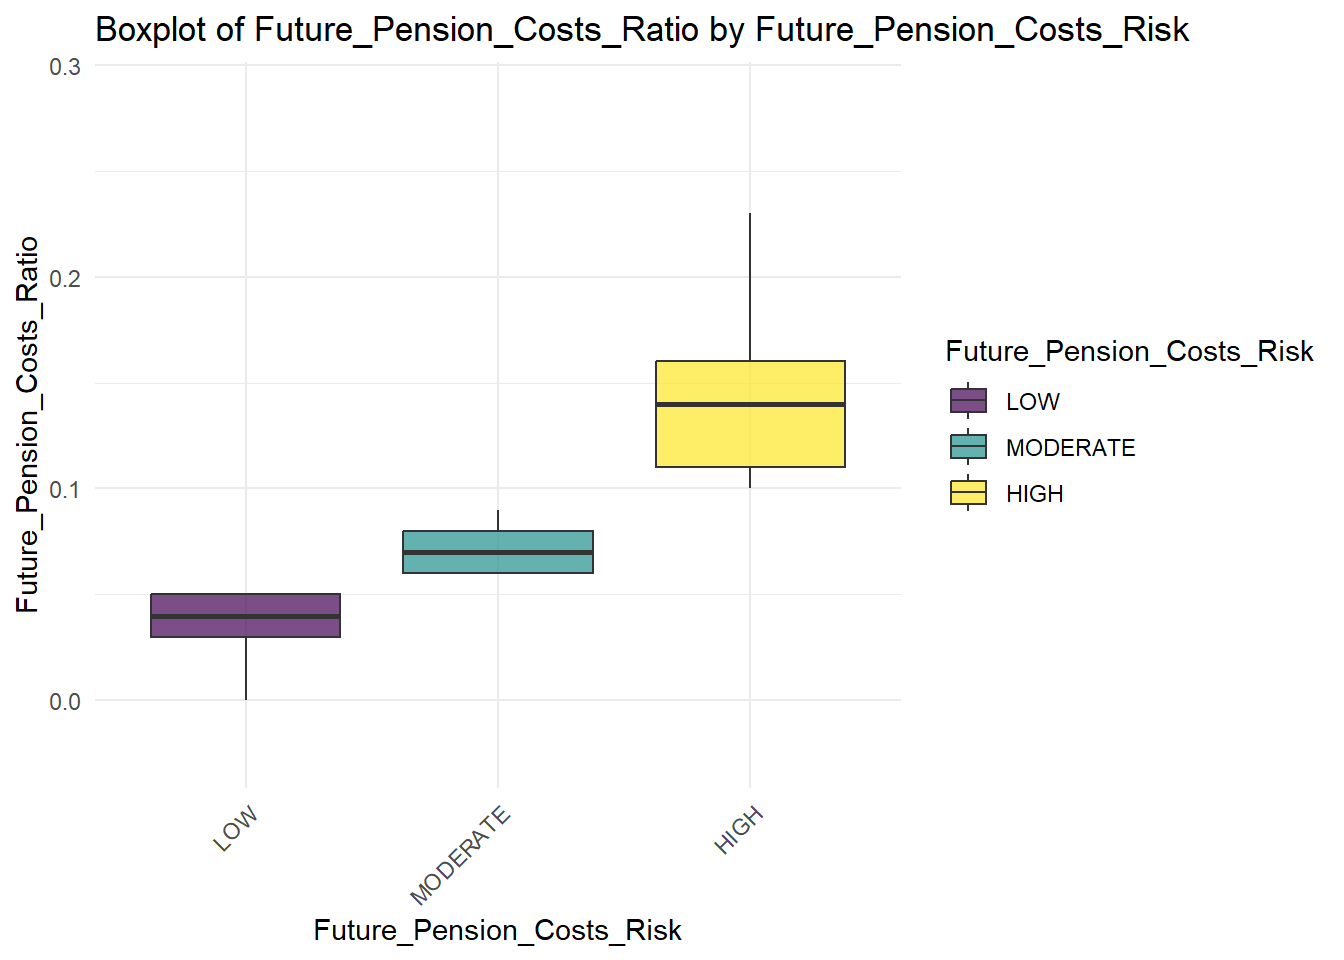 Boxplot of Future_Pension_Costs_Ratio by Future_Pension_Costs_Risk
Future_Pension_Costs_Ratio
0.3
0.2
0.1
0.0
LOW
MODERATE
HIGH
Future_Pension_Costs_Risk
Future_Pension_Costs_Risk
LOW
MODERATE
HIGH